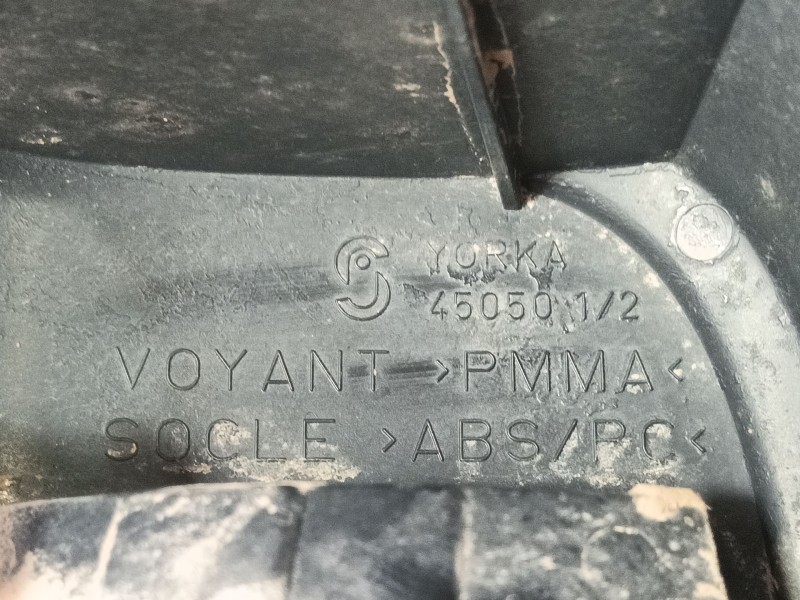 YORKA
45050 1/2
VOYANT >PMMA<
SOCLE >ABS/PC<